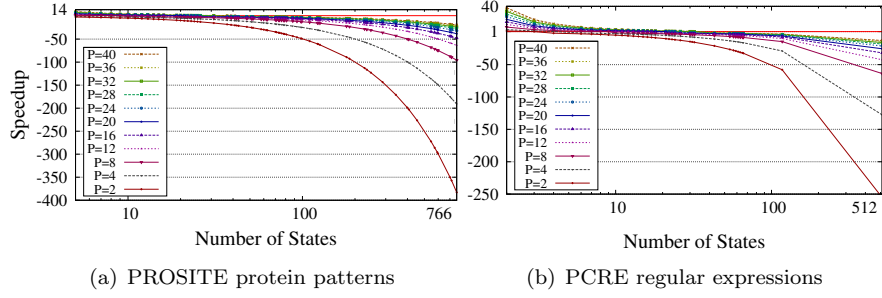 14
-50
-100
-150
-200
-250
-300
-350
-400
Speedup
P=40
P=36
P=32
P=28
P=24
P=20
P=16
P=12
P=8
P=4
P=2
10
100
766
Number of States
(a) PROSITE protein patterns
40
1
-50
-100
-150
-200
-250
P=40
P=36
P=32
P=28
P=24
P=20
P=16
P=12
P=8
P=4
P=2
10
100
512
Number of States
(b) PCRE regular expressions